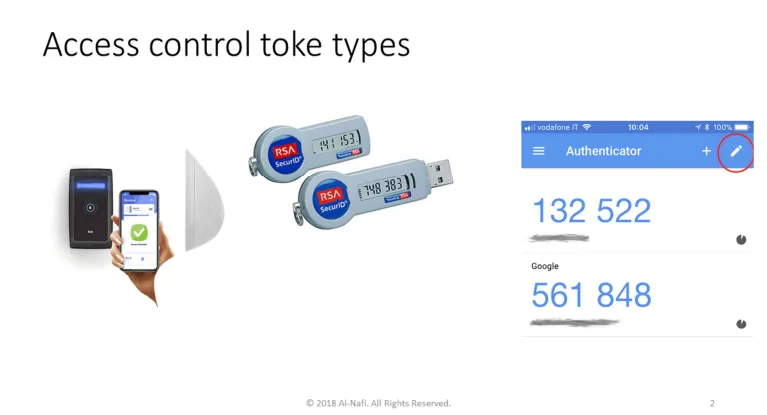 Access control toke types
RSA
SecurID®
141 153
RSA
SecurID®
748 383
vodafone IT
10:04
100%
Authenticator
132 522
Google
561 848
© 2018 Al-Nafi. All Rights Reserved.
2